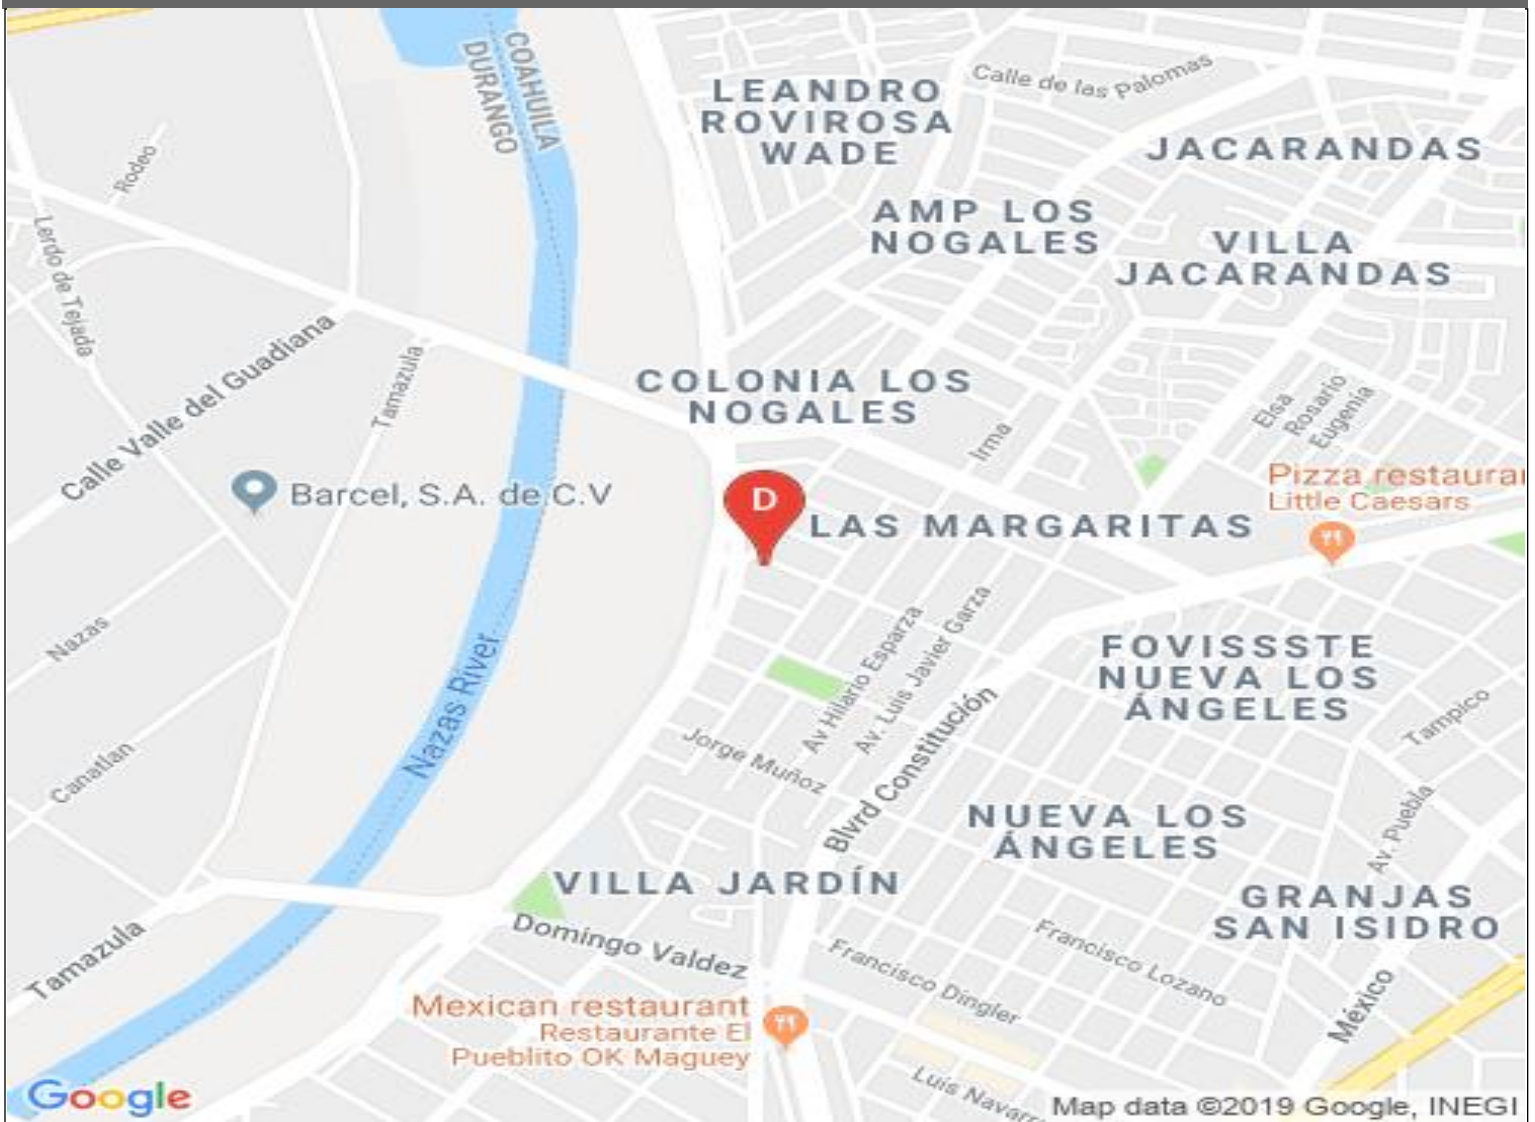 COAHUILA
DURANGO
LEANDRO
ROVIROSA
WADE
Calle de las Palomas
JACARANDAS
Rodeo
AMP LOS
NOGALES
VILLA
JACARANDAS
Lerdo de Tejada
Calle Valle del Guadiana
Tamazula
COLONIA LOS
NOGALES
Elsa
Rosario
Eugenia
Irma
Barcel, S.A. de C.V
D
LAS MARGARITAS
Pizza restaurar
Little Caesars
Nazas
Nazas River
Av Hilario Esparza
Av. Luis Javier Garza
FOVISSSTE
NUEVA LOS
ÁNGELES
Canatlan
Jorge Muñoz
Blvrd Constitución
Tampico
NUEVA LOS
ÁNGELES
Av. Puebla
VILLA JARDÍN
GRANJAS
SAN ISIDRO
Tamazula
Domingo Valdez
Francisco Dingler
Francisco Lozano
México
Mexican restaurant
Restaurante El
Pueblito OK Maguey
Luis Navarr
Google
Map data ©2019 Google, INEGI